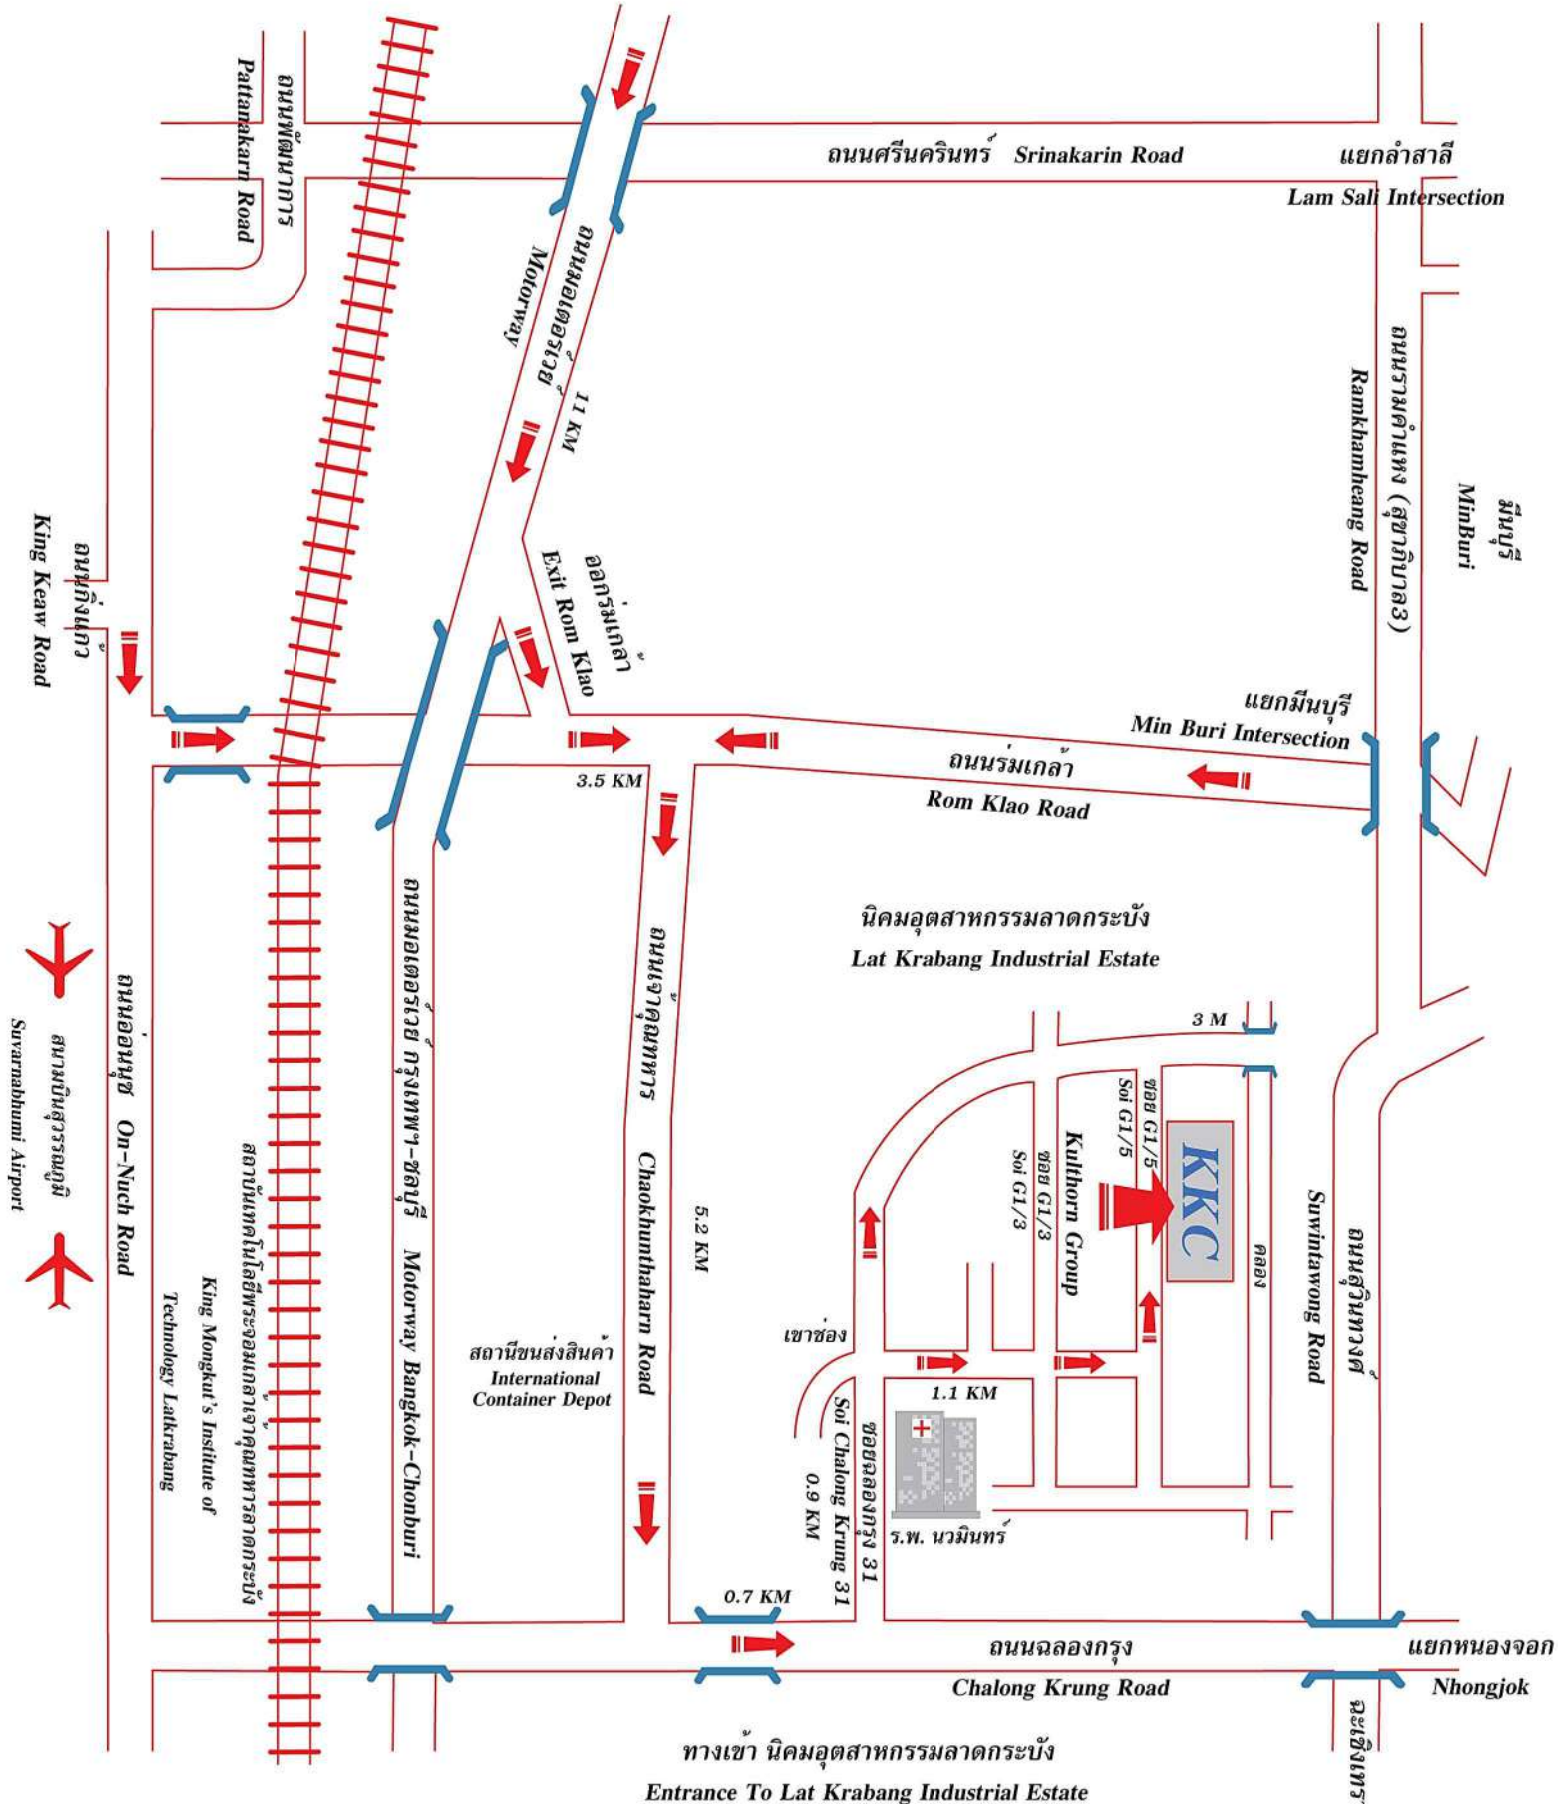 ถนนพัฒนาการ
Pattanakarn Road
ถนนศรีนครินทร์ Srinakarin Road
แยกลำสาลี
Lam Sali Intersection
ถนนมอเตอร์เวย์
Motorway
11 KM
ถนนรามคำแหง (สุขาภิบาล3)
Ramkhamheang Road
มีนบุรี
MinBuri
ถนนกิ่งแก้ว
King Keaw Road
ออกร่มเกล้า
Exit Rom Klao
แยกมีนบุรี
Min Buri Intersection
ถนนร่มเกล้า
Rom Klao Road
3.5 KM
นิคมอุตสาหกรรมลาดกระบัง
Lat Krabang Industrial Estate
ถนนอ่อนนุช On-Nuch Road
สนามบินสุวรรณภูมิ
Suvarnabhumi Airport
ถนนมอเตอร์เวย์ กรุงเทพฯ-ชลบุรี Motorway Bangkok-Chonburi
ถนนเจ้าคุณทหาร Chaokhunthaharn Road
5.2 KM
3 M
ซอย G1/5
Soi G1/5
KKC
Kulthorn Group
ซอย G1/3
Soi G1/3
คลอง
ถนนสุวินทวงศ์
Suwintawong Road
สถาบันเทคโนโลยีพระจอมเกล้าเจ้าคุณทหารลาดกระบัง
King Mongkut's Institute of
Technology Latkrabang
สถานีขนส่งสินค้า
International
Container Depot
เขาช่อง
1.1 KM
ซอยฉลองกรุง 31
Soi Chalong Krung 31
0.9 KM
ร.พ. นวมินทร์
0.7 KM
ถนนฉลองกรุง
Chalong Krung Road
แยกหนองจอก
Nhongjok
ฉะเชิงเทรา
ทางเข้า นิคมอุตสาหกรรมลาดกระบัง
Entrance To Lat Krabang Industrial Estate